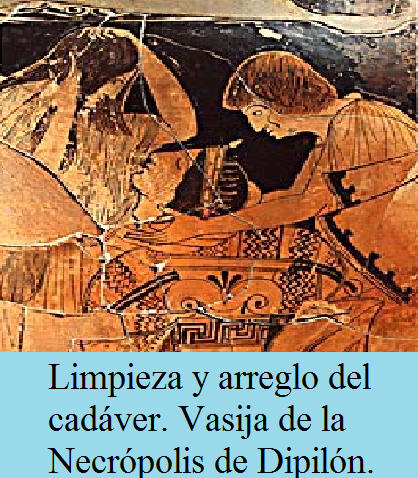 Limpieza y arreglo del
cadáver. Vasija de la
Necrópolis de Dipilón.